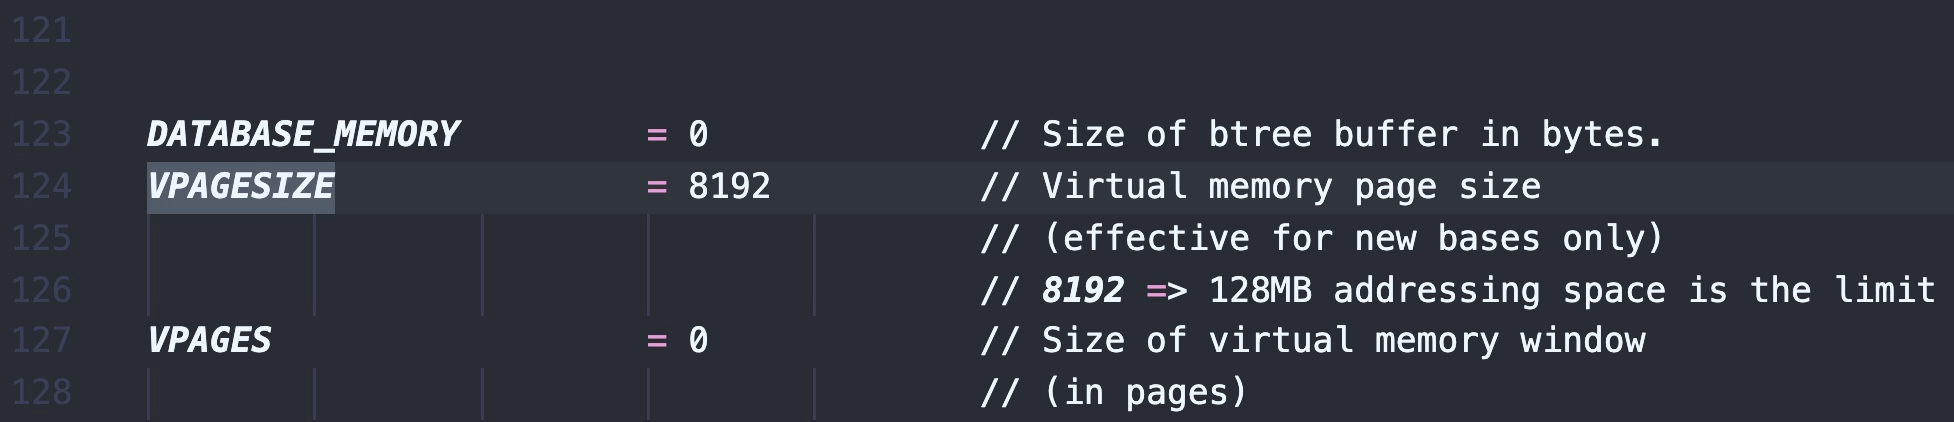 121
122
123 DATABASE_MEMORY = 0 // Size of btree buffer in bytes.
124 VPAGESIZE = 8192 // Virtual memory page size
125 // (effective for new bases only)
126 // 8192 => 128MB addressing space is the limit
127 VPAGES = 0 // Size of virtual memory window
128 // (in pages)